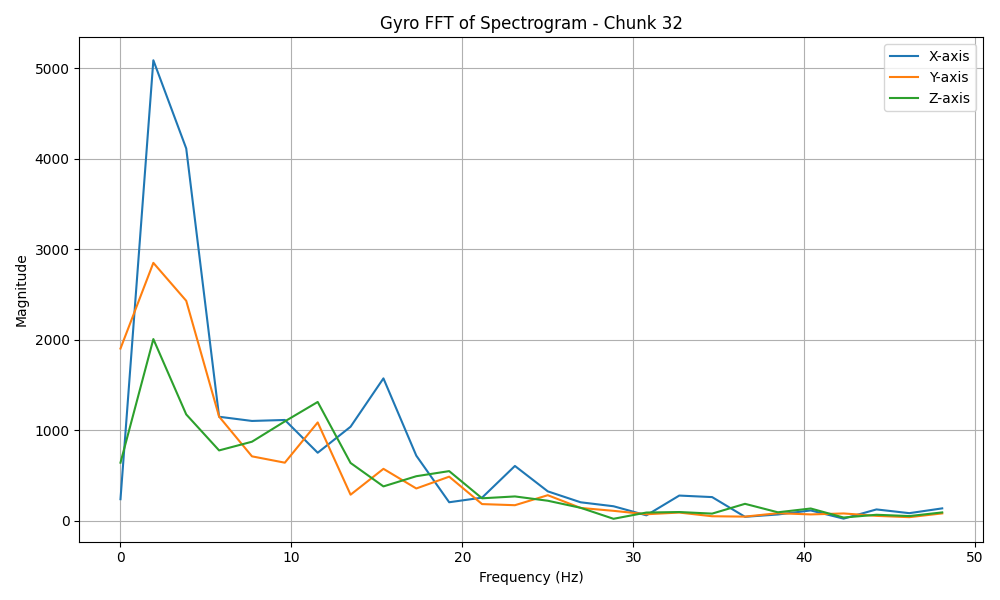 Gyro FFT of Spectrogram - Chunk 32
X-axis
Y-axis
Z-axis
Magnitude
5000
4000
3000
2000
1000
0
0 10 20 30 40 50
Frequency (Hz)